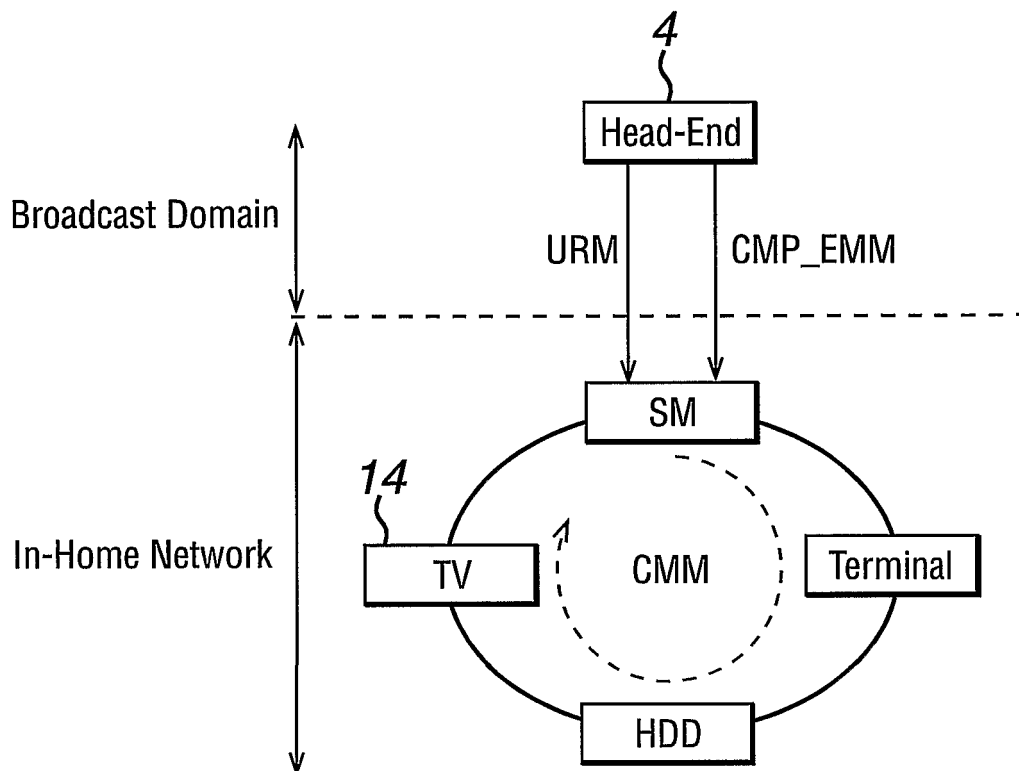 4
Head-End
Broadcast Domain
URM
CMP_EMM
SM
14
In-Home Network
TV
CMM
Terminal
HDD